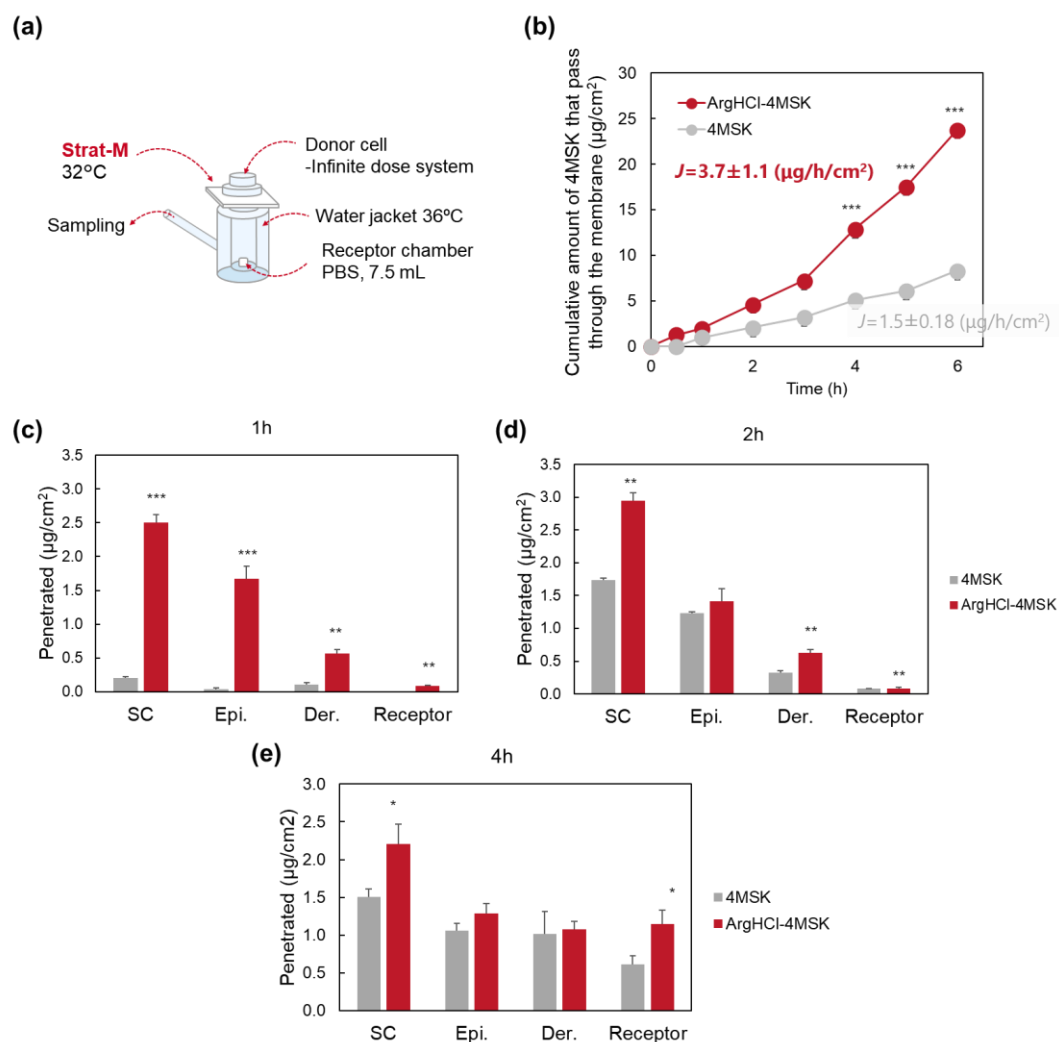 (a)
Strat-M
32°C
Sampling
Donor cell
-Infinite dose system
Water jacket 36ºC
Receptor chamber
PBS, 7.5 mL
(b)
Cumulative amount of 4MSK that pass
through the membrane (µg/cm²)
30
25
20
15
10
5
0
ArgHCl-4MSK
4MSK
J=3.7±1.1 (µg/h/cm²)
***
***
***
J=1.5±0.18 (µg/h/cm²)
0
2
4
6
Time (h)
(c)
1h
Penetrated (µg/cm²)
3.5
3.0
2.5
2.0
1.5
1.0
0.5
0.0
***
***
**
**
SC
Epi.
Der.
Receptor
(d)
2h
Penetrated (µg/cm²)
3.5
3.0
2.5
2.0
1.5
1.0
0.5
0.0
**
**
**
SC
Epi.
Der.
Receptor
4MSK
ArgHCl-4MSK
(e)
4h
Penetrated (µg/cm2)
3.0
2.5
2.0
1.5
1.0
0.5
0.0
*
*
SC
Epi.
Der.
Receptor
4MSK
ArgHCl-4MSK